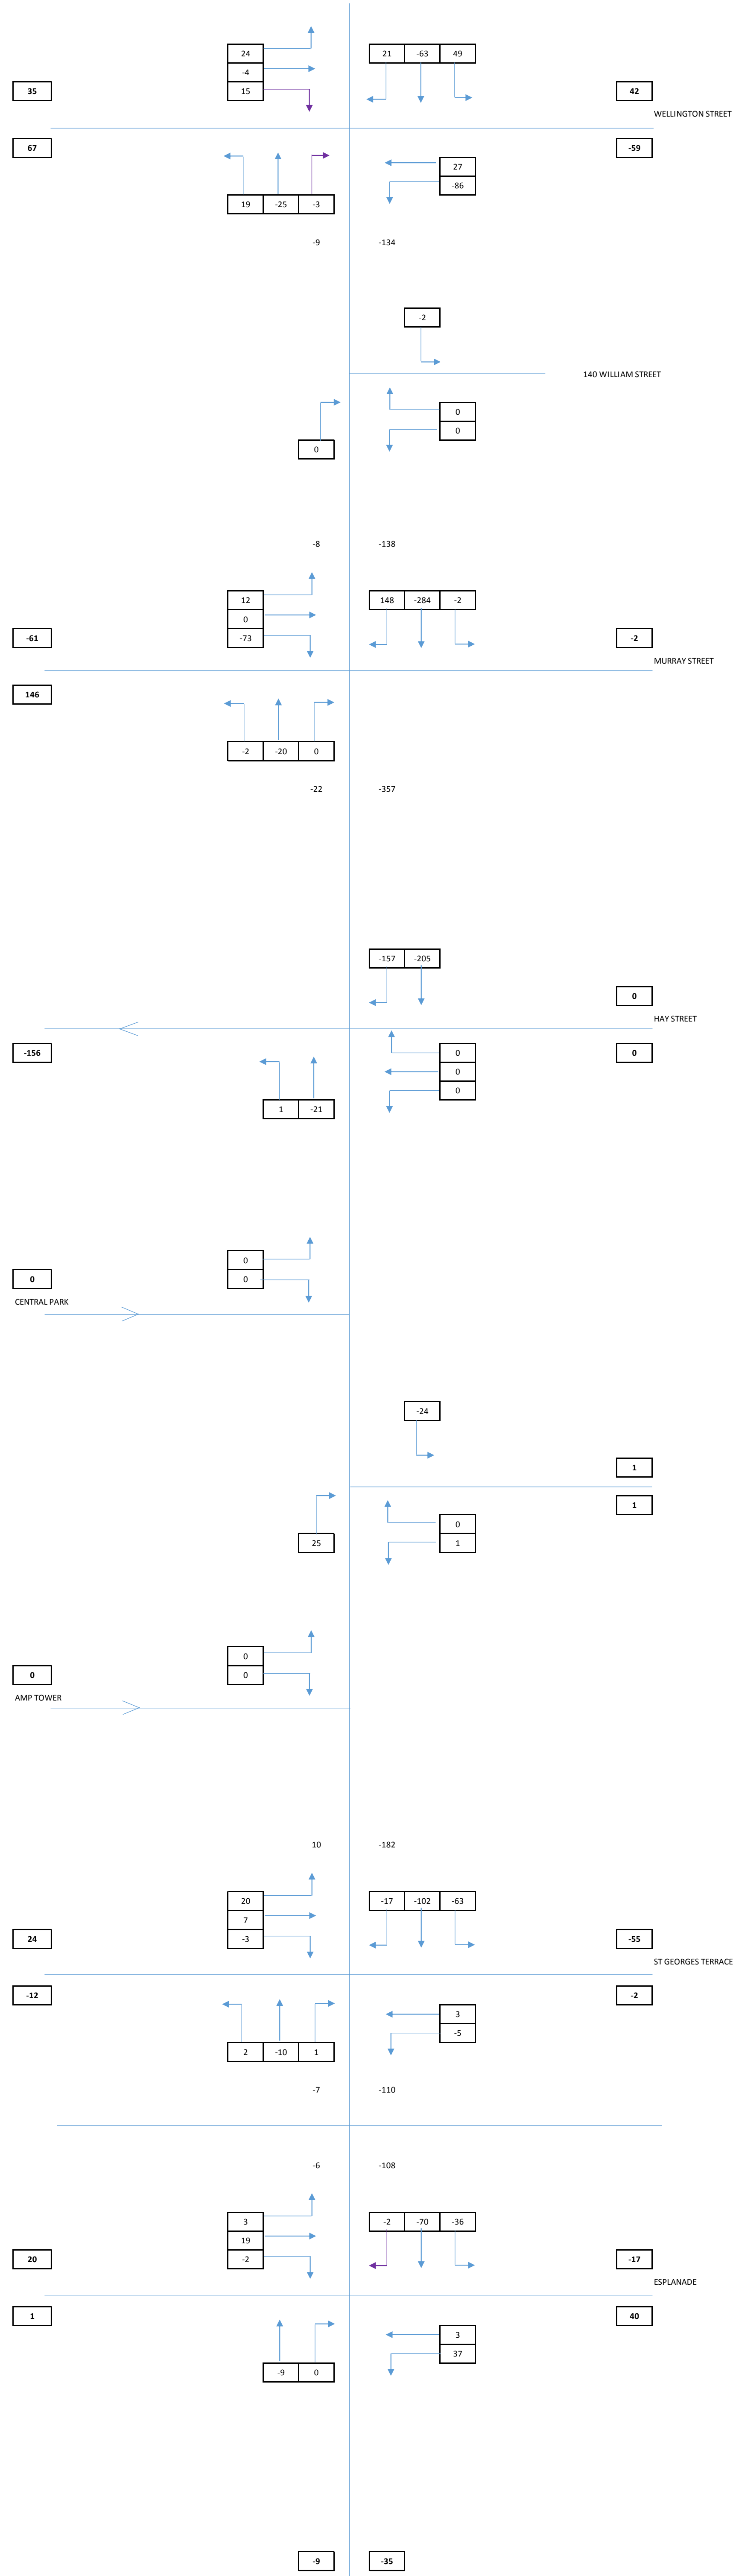 24
21 -63 49
-4
35 15 42
WELLINGTON STREET
67 -59
27
-86
19 -25 -3
-9 -134
-2
140 WILLIAM STREET
0
0
0
-8 -138
12 148 -284 -2
0
-61 -73 -2
MURRAY STREET
146
-2 -20 0
-22 -357
-157 -205
0
HAY STREET
-156 0 0
0
0
1 -21
0
0 0
CENTRAL PARK
-24
1
1
0
25 1
0
0 0
AMP TOWER
10 -182
20 -17 -102 -63
7
24 -3 -55
ST GEORGES TERRACE
-12 -2
3
-5
2 -10 1
-7 -110
-6 -108
3 -2 -70 -36
19
20 -2 -17
ESPLANADE
1 40
3
37
-9 0
-9 -35